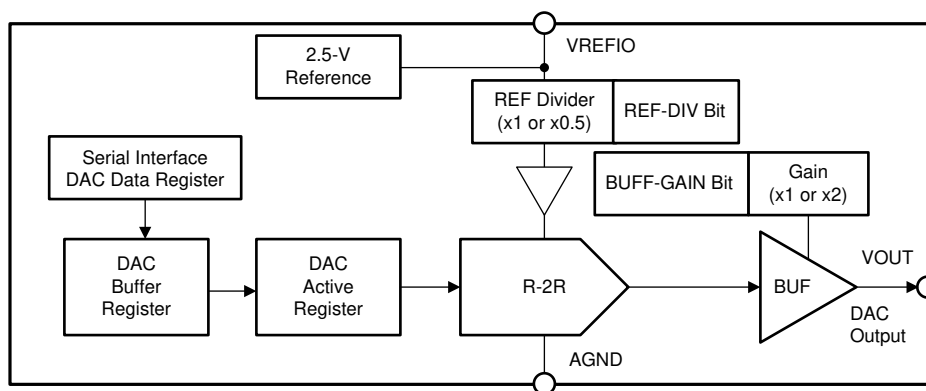 VREFIO
2.5-V
Reference
REF Divider
(x1 or x0.5)
REF-DIV Bit
Serial Interface
DAC Data Register
BUFF-GAIN Bit
Gain
(x1 or x2)
DAC
Buffer
Register
DAC
Active
Register
R-2R
BUF
VOUT
DAC
Output
AGND